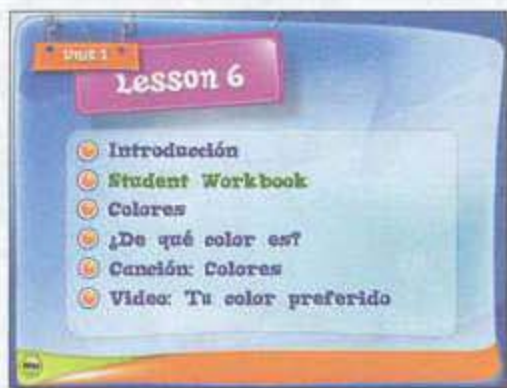 Unit 1
Lesson 6
Introducción
Student Workbook
Colores
¿De qué color es?
Canción: Colores
Video: Tu color preferido